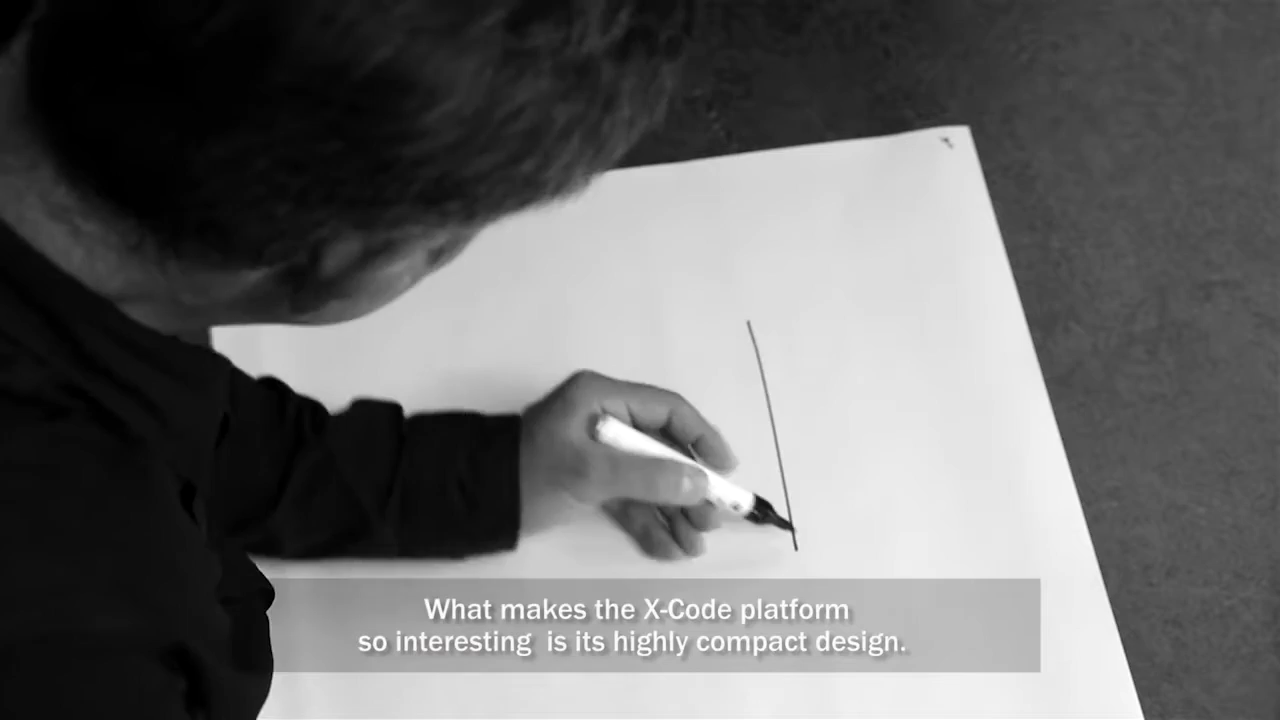 What makes the X-Code platform
so interesting is its highly compact design.